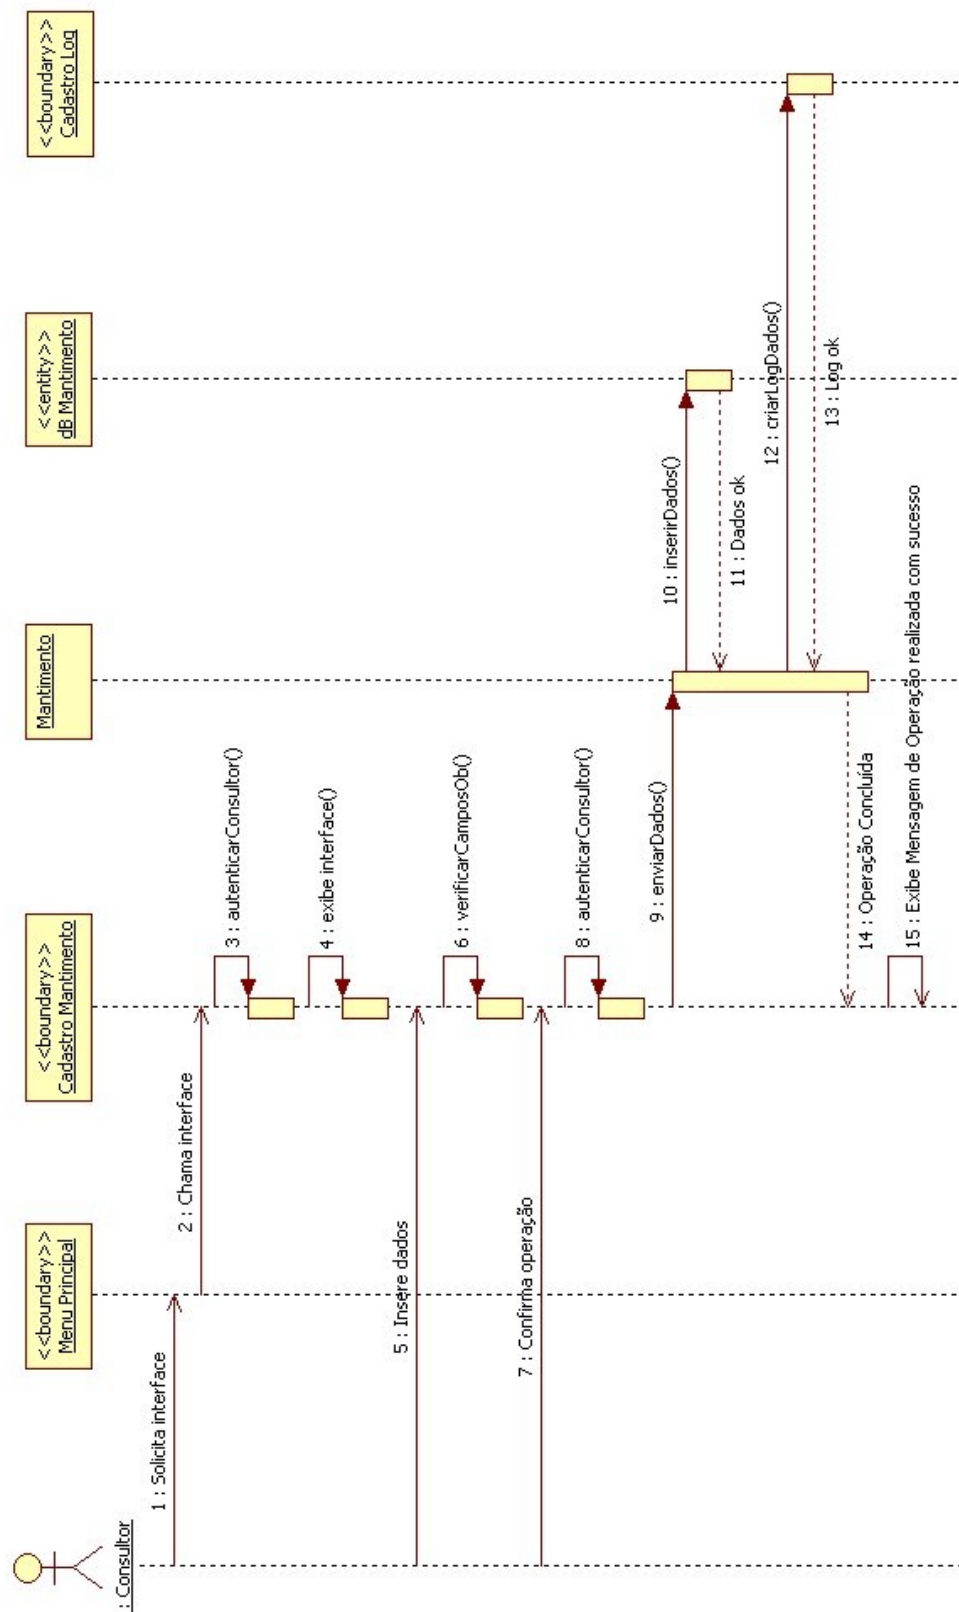 : Consultor
<<boundary>>
Menu Principal
<<boundary>>
Cadastro Mantimento
Mantimento
<<entity>>
dB Mantimento
<<boundary>>
Cadastro Log
1 : Solicita interface
2 : Chama interface
3 : autenticarConsultor()
4 : exibe interface()
5 : Insere dados
6 : verificarCamposOb()
7 : Confirma operação
8 : autenticarConsultor()
9 : enviarDados()
10 : inserirDados()
11 : Dados ok
12 : criarLogDados()
13 : Log ok
14 : Operação Concluída
15 : Exibe Mensagem de Operação realizada com sucesso